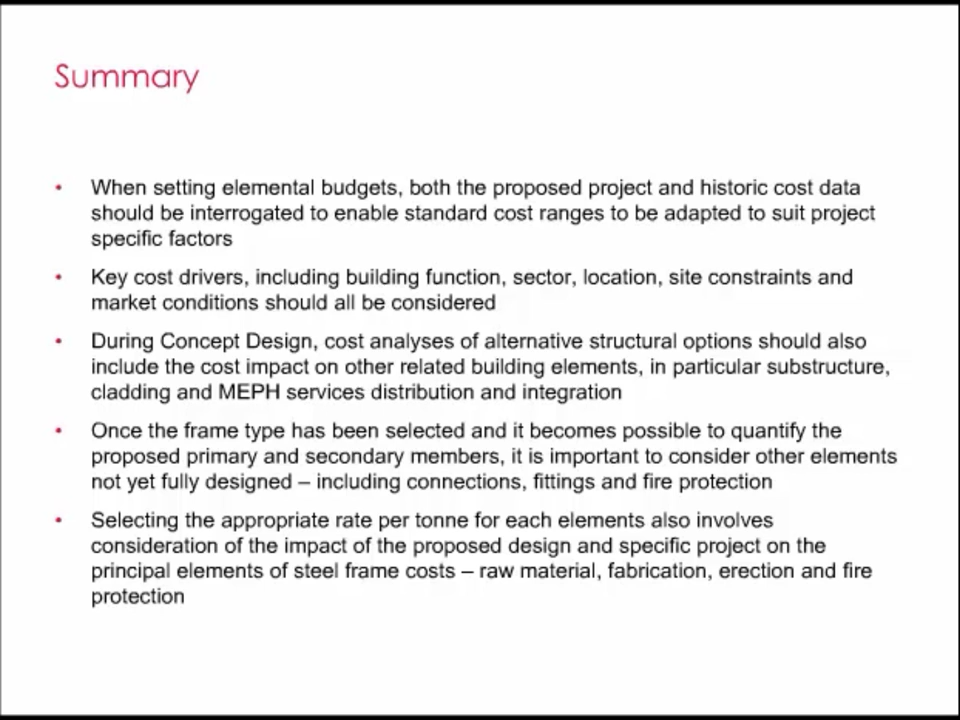 Summary
• When setting elemental budgets, both the proposed project and historic cost data
should be interrogated to enable standard cost ranges to be adapted to suit project
specific factors
• Key cost drivers, including building function, sector, location, site constraints and
market conditions should all be considered
• During Concept Design, cost analyses of alternative structural options should also
include the cost impact on other related building elements, in particular substructure,
cladding and MEPH services distribution and integration
• Once the frame type has been selected and it becomes possible to quantify the
proposed primary and secondary members, it is important to consider other elements
not yet fully designed – including connections, fittings and fire protection
• Selecting the appropriate rate per tonne for each elements also involves
consideration of the impact of the proposed design and specific project on the
principal elements of steel frame costs – raw material, fabrication, erection and fire
protection